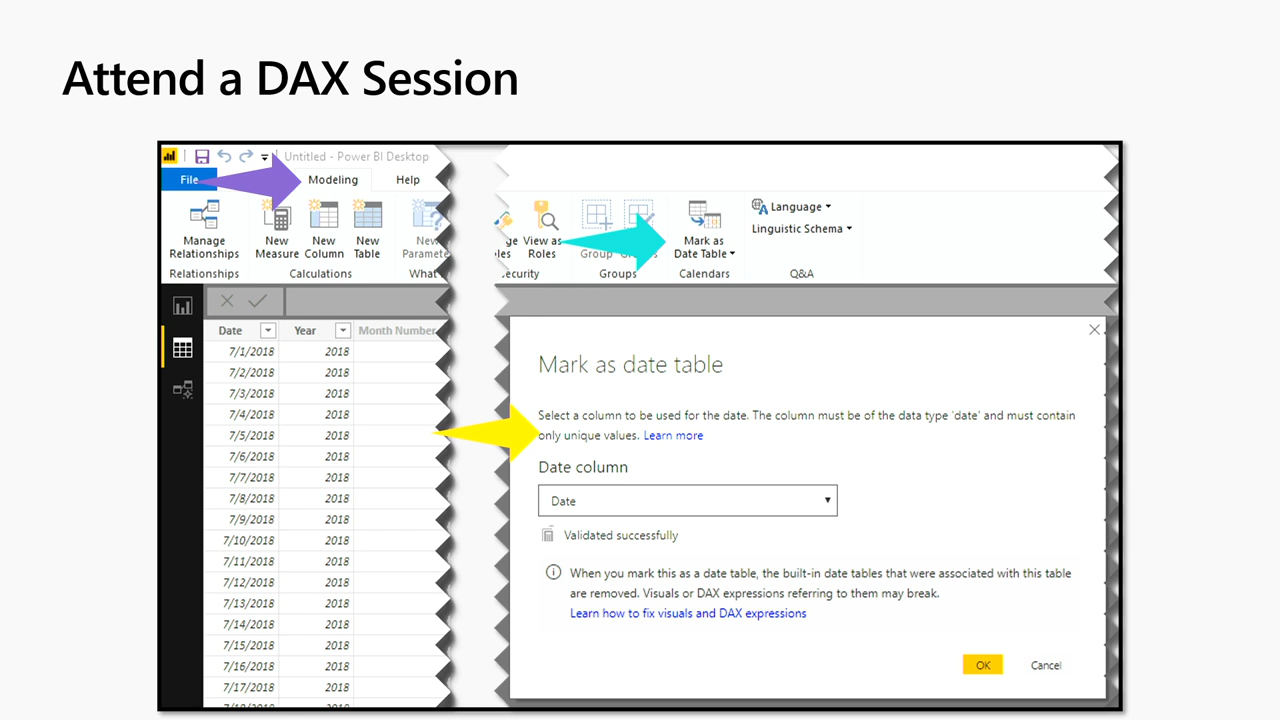 Attend a DAX Session
Untitled - Power BI Desktop
File Modeling Help
Manage Relationships
New Measure
New Column
New Table
New
View as Roles
Group
Mark as Date Table
Language
Linguistic Schema
Relationships Calculations What Groups Calendars Q&A
Date Year Month Number
7/1/2018 2018
7/2/2018 2018
7/3/2018 2018
7/4/2018 2018
7/5/2018 2018
7/6/2018 2018
7/7/2018 2018
7/8/2018 2018
7/9/2018 2018
7/10/2018 2018
7/11/2018 2018
7/12/2018 2018
7/13/2018 2018
7/14/2018 2018
7/15/2018 2018
7/16/2018 2018
7/17/2018 2018
Mark as date table
Select a column to be used for the date. The column must be of the data type 'date' and must contain
only unique values. Learn more
Date column
Date
Validated successfully
When you mark this as a date table, the built-in date tables that were associated with this table
are removed. Visuals or DAX expressions referring to them may break.
Learn how to fix visuals and DAX expressions
OK Cancel